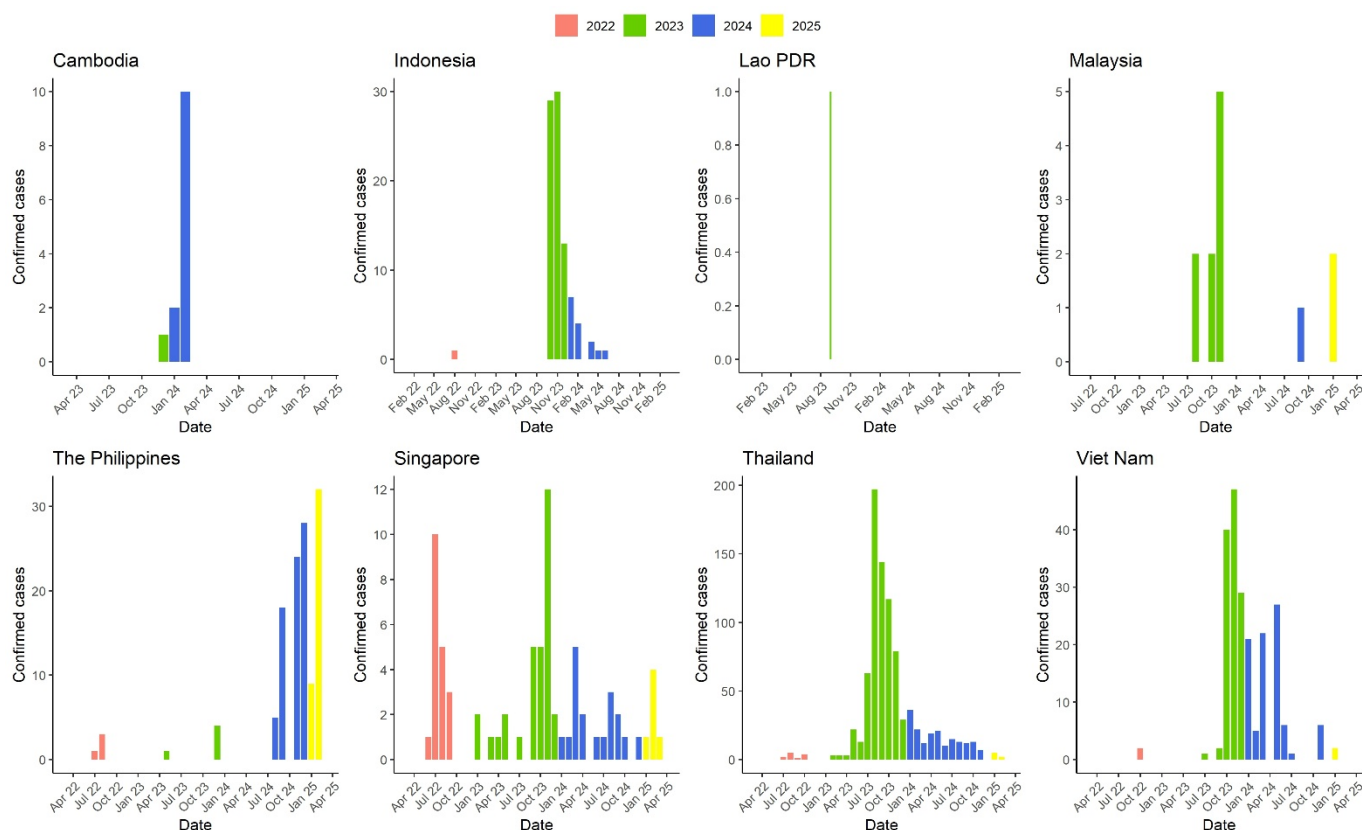 2022 2023 2024 2025
Cambodia
Confirmed cases
10
8
6
4
2
0
Apr 23 Jul 23 Oct 23 Jan 24 Apr 24 Jul 24 Oct 24 Jan 25 Apr 25
Date
Indonesia
Confirmed cases
30
20
10
0
Feb 22 May 22 Aug 22 Nov 22 Feb 23 May 23 Aug 23 Nov 23 Feb 24 May 24 Aug 24 Nov 24 Feb 25
Date
Lao PDR
Confirmed cases
1.0
0.8
0.6
0.4
0.2
0.0
Feb 23 May 23 Aug 23 Nov 23 Feb 24 May 24 Aug 24 Nov 24 Feb 25
Date
Malaysia
Confirmed cases
5
4
3
2
1
0
Jul 22 Oct 22 Jan 23 Apr 23 Jul 23 Oct 23 Jan 24 Apr 24 Jul 24 Oct 24 Jan 25 Apr 25
Date
The Philippines
Confirmed cases
30
20
10
0
Apr 22 Jul 22 Oct 22 Jan 23 Apr 23 Jul 23 Oct 23 Jan 24 Apr 24 Jul 24 Oct 24 Jan 25 Apr 25
Date
Singapore
Confirmed cases
12
10
8
6
4
2
0
Apr 22 Jul 22 Oct 22 Jan 23 Apr 23 Jul 23 Oct 23 Jan 24 Apr 24 Jul 24 Oct 24 Jan 25 Apr 25
Date
Thailand
Confirmed cases
200
150
100
50
0
Apr 22 Jul 22 Oct 22 Jan 23 Apr 23 Jul 23 Oct 23 Jan 24 Apr 24 Jul 24 Oct 24 Jan 25 Apr 25
Date
Viet Nam
Confirmed cases
40
30
20
10
0
Apr 22 Jul 22 Oct 22 Jan 23 Apr 23 Jul 23 Oct 23 Jan 24 Apr 24 Jul 24 Oct 24 Jan 25 Apr 25
Date